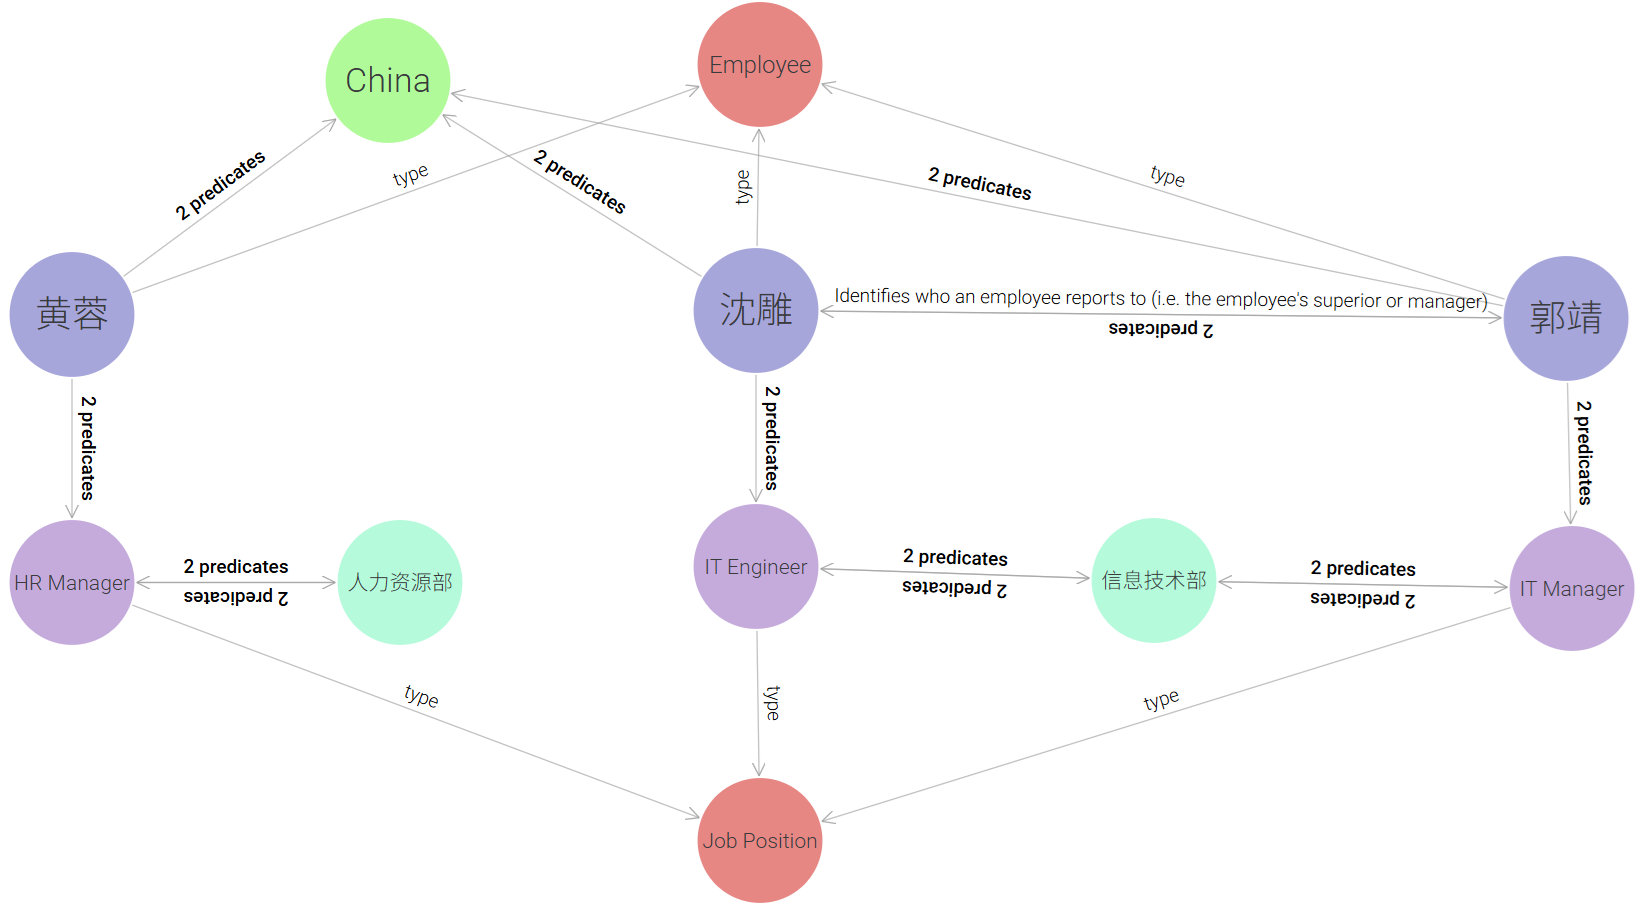 Employee
China
2 predicates
type
2 predicates
type
2 predicates
type
黄蓉
沈雕
Identifies who an employee reports to (i.e. the employee's superior or manager)
2 predicates
郭靖
2 predicates
2 predicates
2 predicates
HR Manager
2 predicates
2 predicates
人力资源部
IT Engineer
2 predicates
2 predicates
信息技术部
2 predicates
2 predicates
IT Manager
type
type
type
Job Position